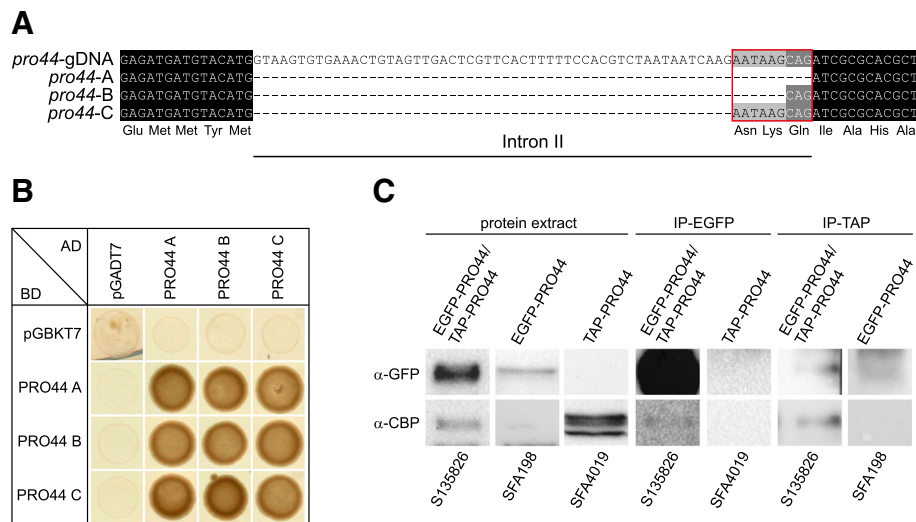 A
pro44-gDNA GAGATGATGTACATGGTAAGTGTGAAACTGTAGTTGACTCGTTCACTTTTTCCACGTCTAATAATCAAGAATAAGCAGATCGCGCACGCT
pro44-A GAGATGATGTACATG ATCGCGCACGCT
pro44-B GAGATGATGTACATG CAGATCGCGCACGCT
pro44-C GAGATGATGTACATG AATAAGCAGATCGCGCACGCT
Glu Met Met Tyr Met Asn Lys Gln Ile Ala His Ala
Intron II
B
AD
BD
pGADT7
PRO44 A
PRO44 B
PRO44 C
pGBKT7
PRO44 A
PRO44 B
PRO44 C
C
protein extract IP-EGFP IP-TAP
EGFP-PRO44/
TAP-PRO44
EGFP-PRO44
TAP-PRO44
EGFP-PRO44/
TAP-PRO44
TAP-PRO44
EGFP-PRO44/
TAP-PRO44
EGFP-PRO44
α-GFP
α-CBP
S135826
SFA198
SFA4019
S135826
SFA4019
S135826
SFA198